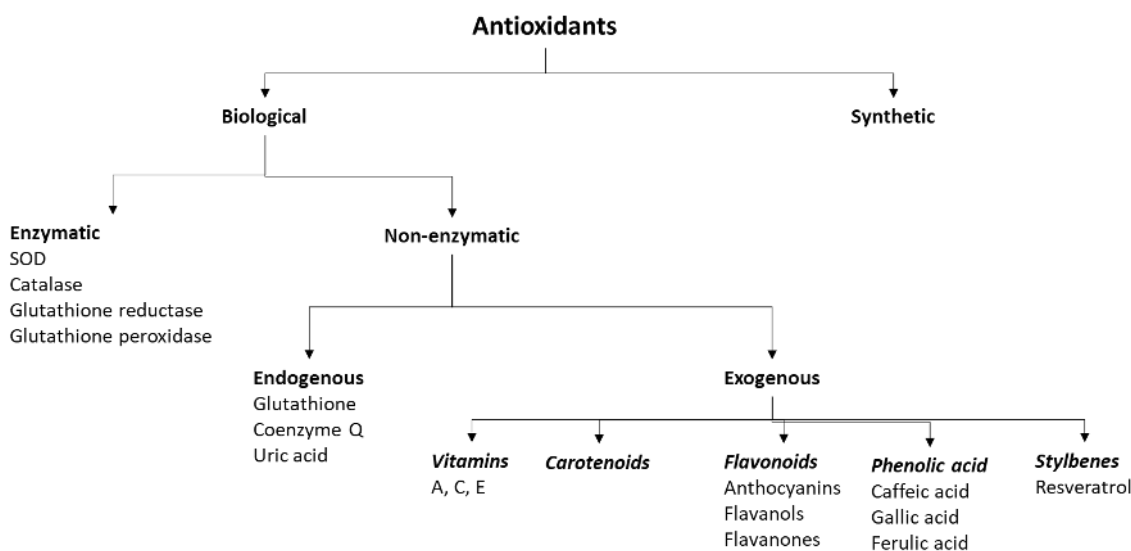 Antioxidants
Biological
Synthetic
Enzymatic
SOD
Catalase
Glutathione reductase
Glutathione peroxidase
Non-enzymatic
Endogenous
Glutathione
Coenzyme Q
Uric acid
Exogenous
Vitamins
A, C, E
Carotenoids
Flavonoids
Anthocyanins
Flavanols
Flavanones
Phenolic acid
Caffeic acid
Gallic acid
Ferulic acid
Stylbenes
Resveratrol